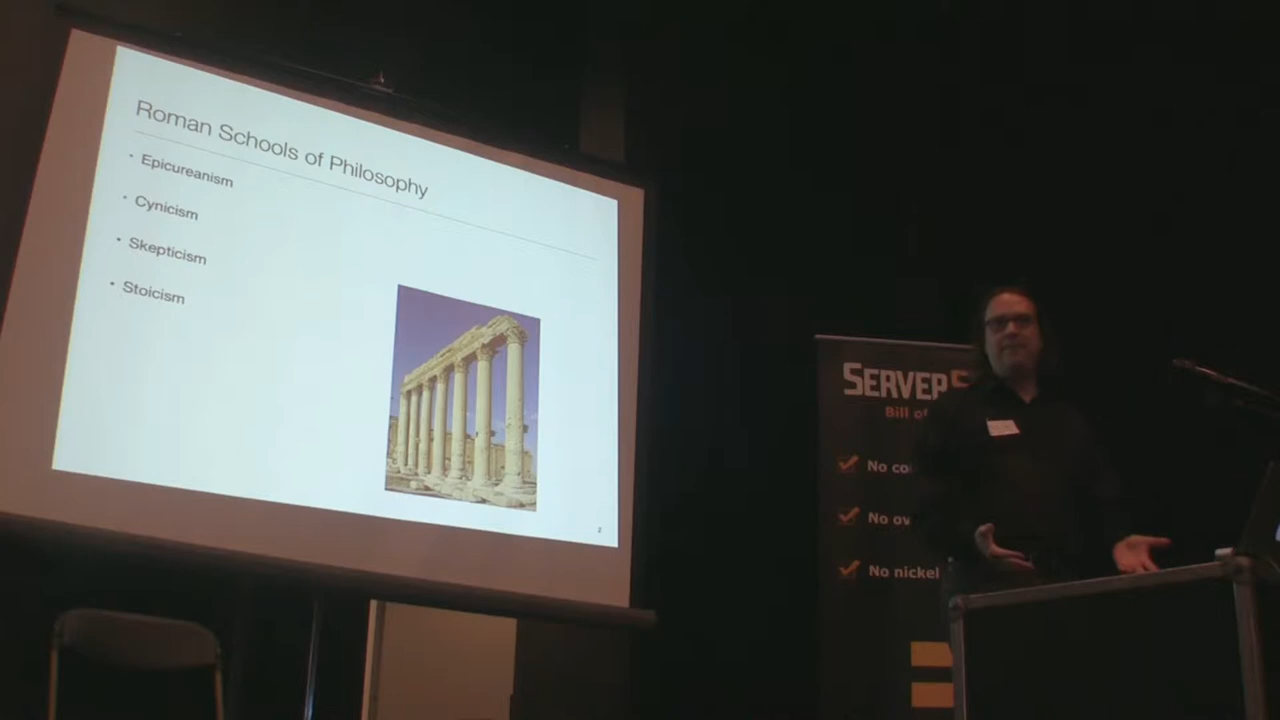 Roman Schools of Philosophy
· Epicureanism
· Cynicism
· Skepticism
· Stoicism
2
SERVER
Bill of
No co
No ov
No nickel